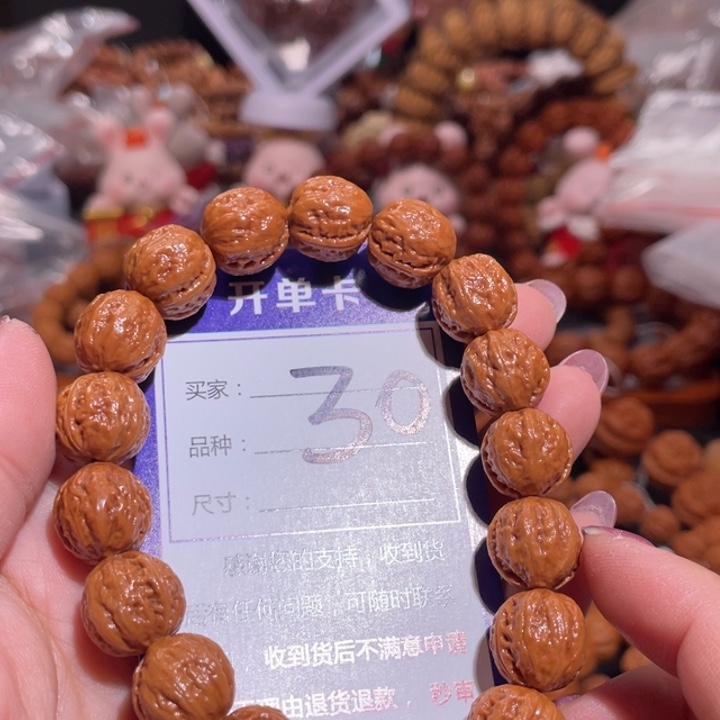 开单卡
买家：
30
品种：
尺寸：
感谢您的支持，收到货
后有任何问题，可随时联系
收到货后不满意申请
理由退货退款，秒审